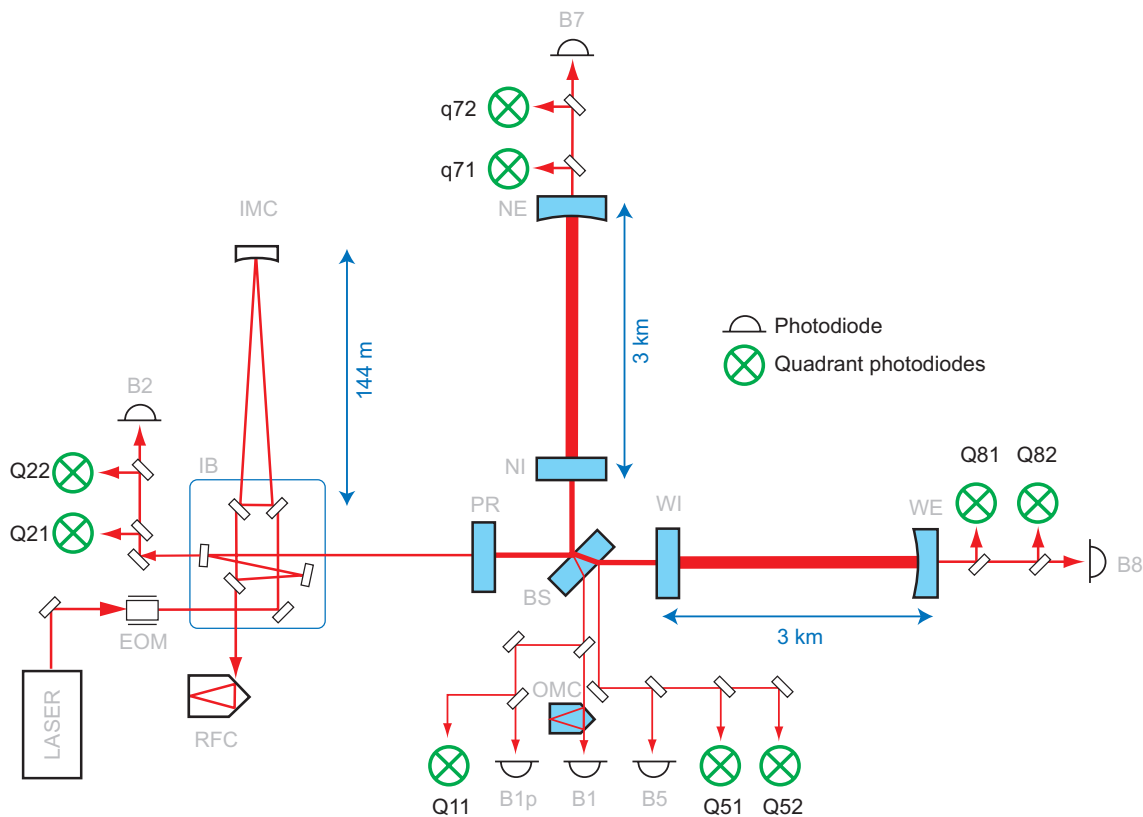 B7
q72
q71
NE
IMC
3 km
144 m
Photodiode
Quadrant photodiodes
B2
Q22
IB
Q21
NI
PR
WI
WE
Q81
Q82
B8
BS
3 km
EOM
LASER
RFC
OMC
Q11
B1p
B1
B5
Q51
Q52